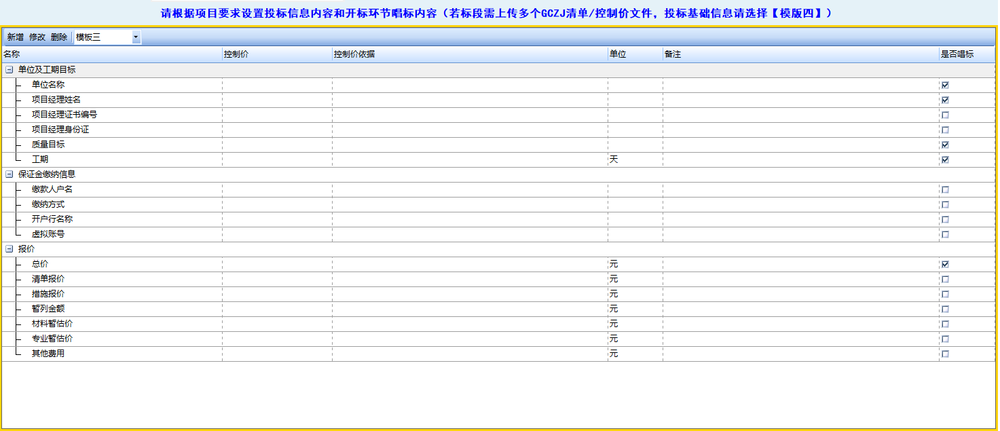 请根据项目要求设置投标信息内容和开标环节唱标内容（若标段需上传多个GCZJ清单/控制价文件，投标基础信息请选择【模版四】）
新增 修改 删除 模板三
名称 控制价 控制价依据 单位 备注 是否唱标
单位及工期目标
单位名称
项目经理姓名
项目经理证书编号
项目经理身份证
质量目标
工期 天
保证金缴纳信息
缴款人户名
缴纳方式
开户行名称
虚拟账号
报价
总价 元
清单报价 元
措施报价 元
暂列金额 元
材料暂估价 元
专业暂估价 元
其他费用 元